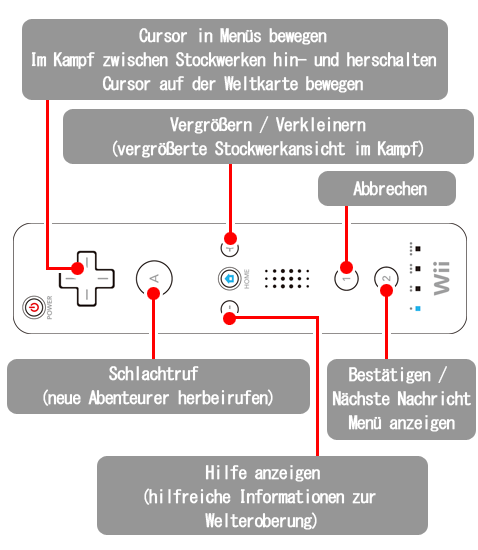 Cursor in Menüs bewegen
Im Kampf zwischen Stockwerken hin- und herschalten
Cursor auf der Weltkarte bewegen
Vergrößern / Verkleinern
(vergrößerte Stockwerkansicht im Kampf)
Abbrechen
POWER
A
+
-
HOME
1
2
Wii
Schlachtruf
(neue Abenteurer herbeirufen)
Bestätigen /
Nächste Nachricht
Menü anzeigen
Hilfe anzeigen
(hilfreiche Informationen zur
Welteroberung)